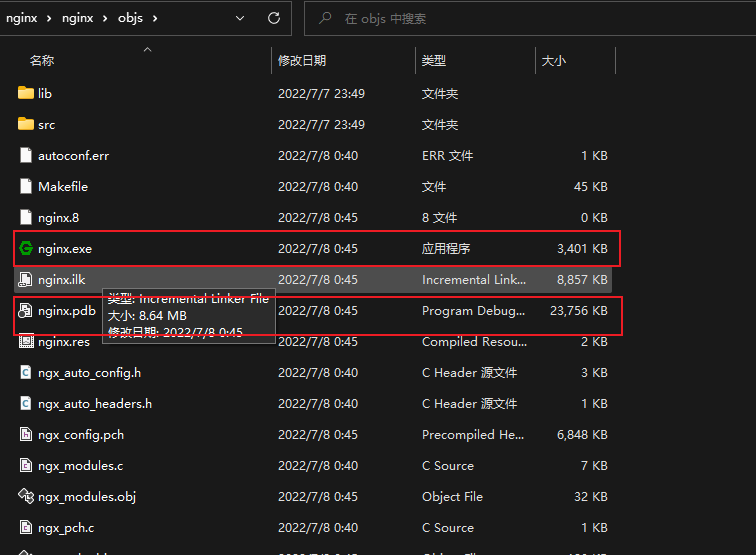 nginx > nginx > objs >
在 objs 中搜索
名称 修改日期 类型 大小
lib 2022/7/7 23:49 文件夹
src 2022/7/7 23:49 文件夹
autoconf.err 2022/7/8 0:40 ERR 文件 1 KB
Makefile 2022/7/8 0:40 文件 45 KB
nginx.8 2022/7/8 0:45 8 文件 0 KB
nginx.exe 2022/7/8 0:45 应用程序 3,401 KB
nginx.ilk 2022/7/8 0:45 Incremental Link... 8,857 KB
类型: Incremental Linker File
nginx.pdb 2022/7/8 0:45 Program Debug... 23,756 KB
大小: 8.64 MB
修改日期: 2022/7/8 0:45
nginx.res 2022/7/8 0:45 Compiled Resou... 2 KB
ngx_auto_config.h 2022/7/8 0:40 C Header 源文件 3 KB
ngx_auto_headers.h 2022/7/8 0:40 C Header 源文件 1 KB
ngx_config.pch 2022/7/8 0:45 Precompiled He... 6,848 KB
ngx_modules.c 2022/7/8 0:40 C Source 7 KB
ngx_modules.obj 2022/7/8 0:45 Object File 32 KB
ngx_pch.c 2022/7/8 0:40 C Source 1 KB